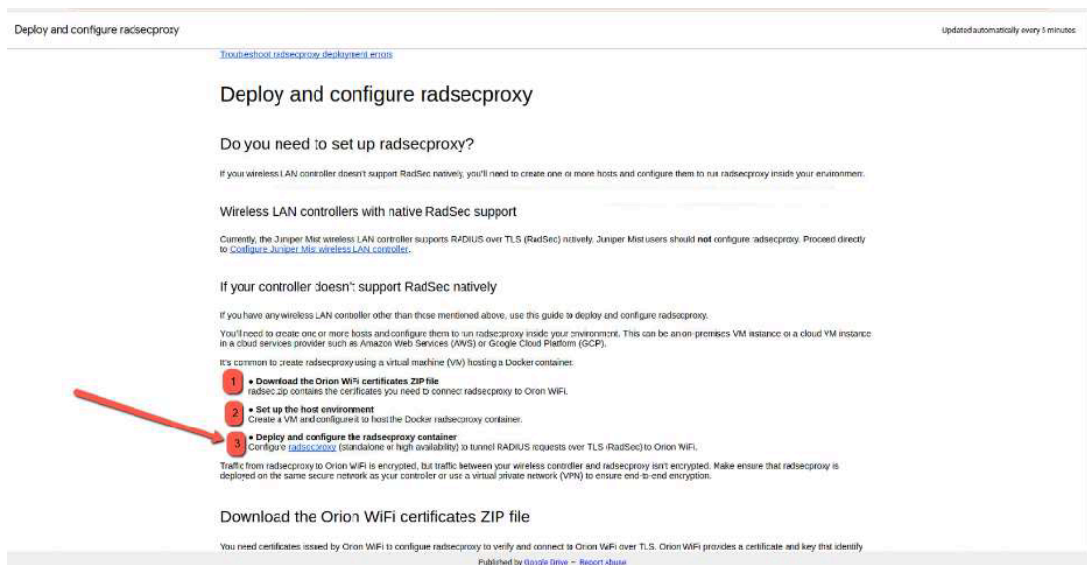 Deploy and configure radsecproxy
Updated automatically every 5 minutes
Troubleshoot radsecproxy deployment errors
Deploy and configure radsecproxy
Do you need to set up radsecproxy?
If your wireless LAN controller doesn't support RadSec natively, you'll need to create one or more hosts and configure them to run radsecproxy inside your environment.
Wireless LAN controllers with native RadSec support
Currently, the Juniper Mist wireless LAN controller supports RADIUS over TLS (RadSec) natively. Juniper Mist users should not configure radsecproxy. Proceed directly
to Configure Juniper Mist wireless LAN controller.
If your controller doesn't support RadSec natively
If you have any wireless LAN controller other than those mentioned above, use this guide to deploy and configure radsecproxy.
You'll need to create one or more hosts and configure them to run radsecproxy inside your environment. This can be an on-premises VM instance or a cloud VM instance
in a cloud services provider such as Amazon Web Services (AWS) or Google Cloud Platform (GCP).
It's common to create radsecproxy using a virtual machine (VM) hosting a Docker container.
1 • Download the Orion WiFi certificates ZIP file
radsec.zip contains the certificates you need to connect radsecproxy to Orion WiFi.
2 • Set up the host environment
Create a VM and configure it to host the Docker radsecproxy container.
3 • Deploy and configure the radsecproxy container
Configure radsecproxy (standalone or high availability) to tunnel RADIUS requests over TLS (RadSec) to Orion WiFi.
Traffic from radsecproxy to Orion WiFi is encrypted, but traffic between your wireless controller and radsecproxy isn't encrypted. Make ensure that radsecproxy is
deployed on the same secure network as your controller or use a virtual private network (VPN) to ensure end-to-end encryption.
Download the Orion WiFi certificates ZIP file
You need certificates issued by Orion WiFi to configure radsecproxy to verify and connect to Orion WiFi over TLS. Orion WiFi provides a certificate and key that identify
Published by Google Drive – Report Abuse